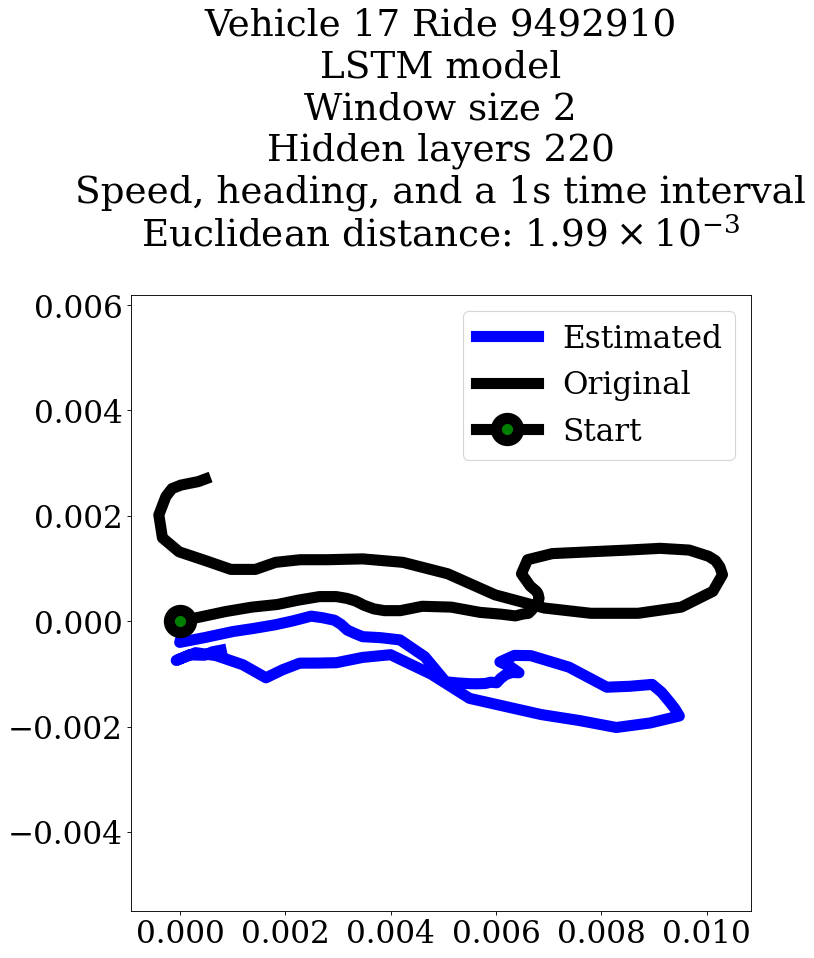 Vehicle 17 Ride 9492910
LSTM model
Window size 2
Hidden layers 220
Speed, heading, and a 1s time interval
Euclidean distance: 1.99 × 10⁻³
0.006
0.004
0.002
0.000
−0.002
−0.004
Estimated
Original
Start
0.000 0.002 0.004 0.006 0.008 0.010